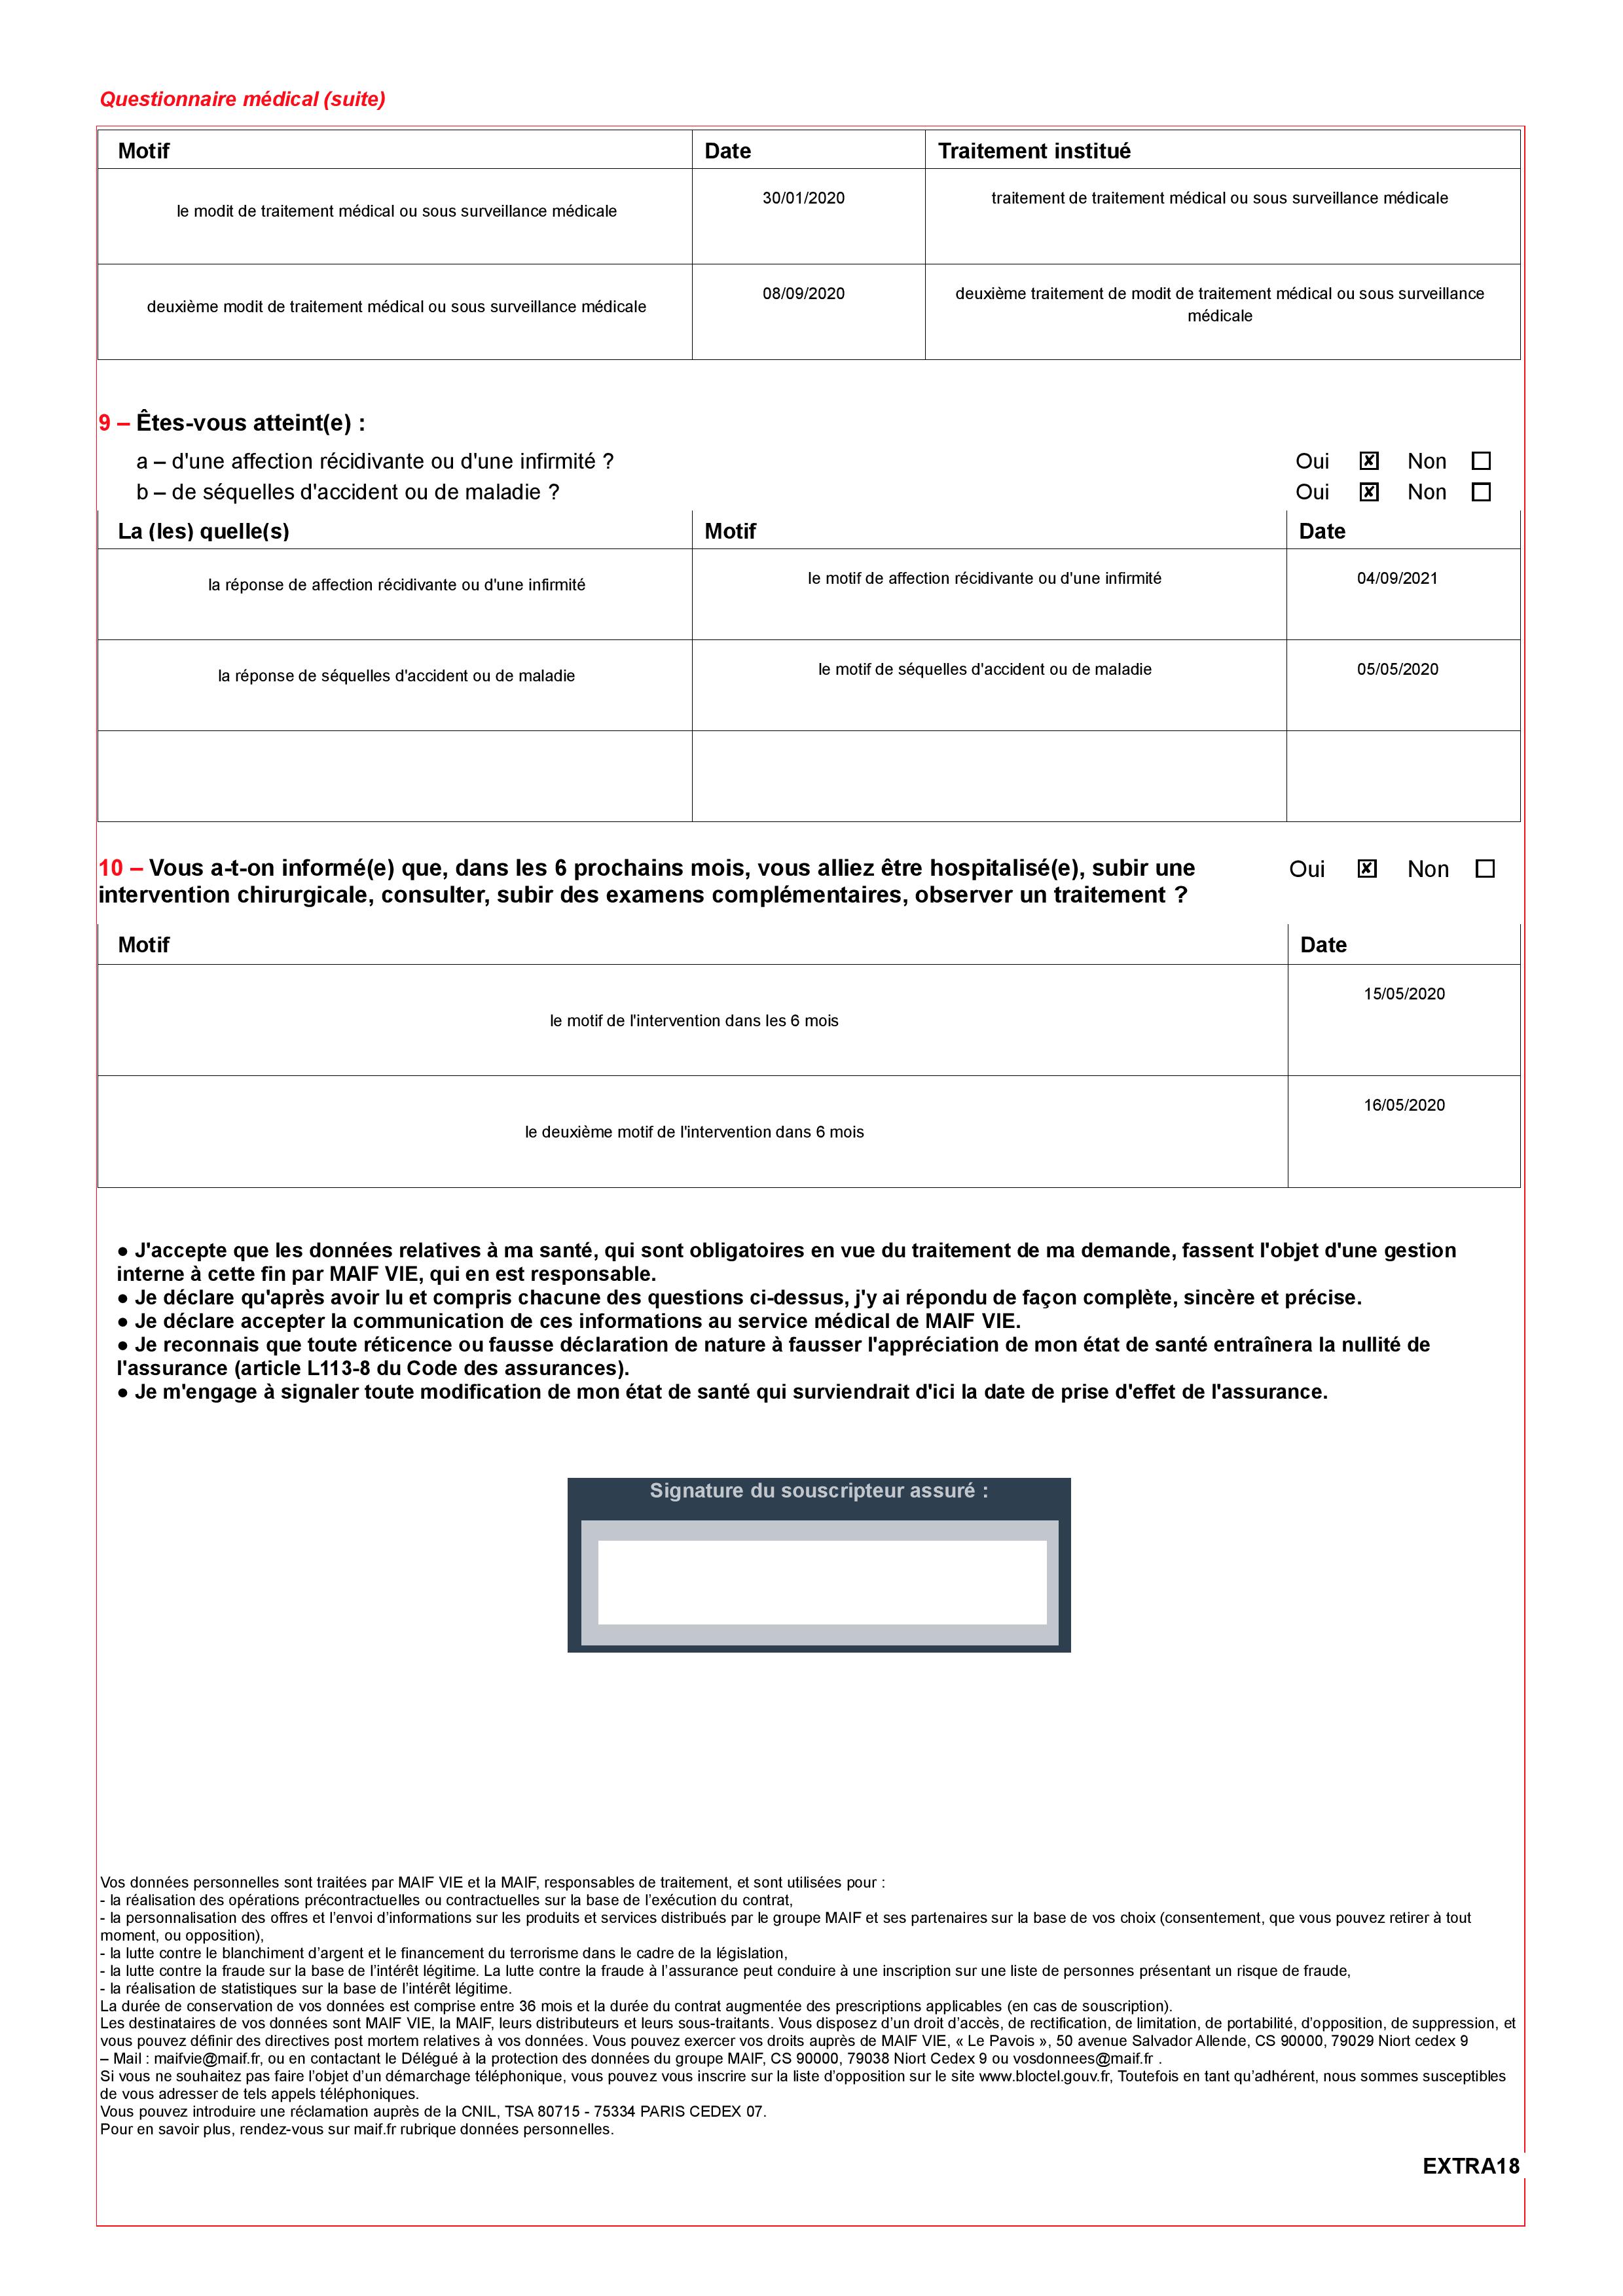 Questionnaire médical (suite)
Motif Date Traitement institué
le modit de traitement médical ou sous surveillance médicale 30/01/2020 traitement de traitement médical ou sous surveillance médicale
deuxième modit de traitement médical ou sous surveillance médicale 08/09/2020 deuxième traitement de modit de traitement médical ou sous surveillance
médicale
9 – Êtes-vous atteint(e) :
a – d'une affection récidivante ou d'une infirmité ? Oui ☒ Non ☐
b – de séquelles d'accident ou de maladie ? Oui ☒ Non ☐
La (les) quelle(s) Motif Date
la réponse de affection récidivante ou d'une infirmité le motif de affection récidivante ou d'une infirmité 04/09/2021
la réponse de séquelles d'accident ou de maladie le motif de séquelles d'accident ou de maladie 05/05/2020
10 – Vous a-t-on informé(e) que, dans les 6 prochains mois, vous alliez être hospitalisé(e), subir une Oui ☒ Non ☐
intervention chirurgicale, consulter, subir des examens complémentaires, observer un traitement ?
Motif Date
le motif de l'intervention dans les 6 mois 15/05/2020
le deuxième motif de l'intervention dans 6 mois 16/05/2020
● J'accepte que les données relatives à ma santé, qui sont obligatoires en vue du traitement de ma demande, fassent l'objet d'une gestion
interne à cette fin par MAIF VIE, qui en est responsable.
● Je déclare qu'après avoir lu et compris chacune des questions ci-dessus, j'y ai répondu de façon complète, sincère et précise.
● Je déclare accepter la communication de ces informations au service médical de MAIF VIE.
● Je reconnais que toute réticence ou fausse déclaration de nature à fausser l'appréciation de mon état de santé entraînera la nullité de
l'assurance (article L113-8 du Code des assurances).
● Je m'engage à signaler toute modification de mon état de santé qui surviendrait d'ici la date de prise d'effet de l'assurance.
Signature du souscripteur assuré :
Vos données personnelles sont traitées par MAIF VIE et la MAIF, responsables de traitement, et sont utilisées pour :
- la réalisation des opérations précontractuelles ou contractuelles sur la base de l’exécution du contrat,
- la personnalisation des offres et l’envoi d’informations sur les produits et services distribués par le groupe MAIF et ses partenaires sur la base de vos choix (consentement, que vous pouvez retirer à tout
moment, ou opposition),
- la lutte contre le blanchiment d’argent et le financement du terrorisme dans le cadre de la législation,
- la lutte contre la fraude sur la base de l’intérêt légitime. La lutte contre la fraude à l’assurance peut conduire à une inscription sur une liste de personnes présentant un risque de fraude,
- la réalisation de statistiques sur la base de l’intérêt légitime.
La durée de conservation de vos données est comprise entre 36 mois et la durée du contrat augmentée des prescriptions applicables (en cas de souscription).
Les destinataires de vos données sont MAIF VIE, la MAIF, leurs distributeurs et leurs sous-traitants. Vous disposez d’un droit d’accès, de rectification, de limitation, de portabilité, d’opposition, de suppression, et
vous pouvez définir des directives post mortem relatives à vos données. Vous pouvez exercer vos droits auprès de MAIF VIE, « Le Pavois », 50 avenue Salvador Allende, CS 90000, 79029 Niort cedex 9
– Mail : maifvie@maif.fr, ou en contactant le Délégué à la protection des données du groupe MAIF, CS 90000, 79038 Niort Cedex 9 ou vosdonnees@maif.fr .
Si vous ne souhaitez pas faire l’objet d’un démarchage téléphonique, vous pouvez vous inscrire sur la liste d’opposition sur le site www.bloctel.gouv.fr, Toutefois en tant qu’adhérent, nous sommes susceptibles
de vous adresser de tels appels téléphoniques.
Vous pouvez introduire une réclamation auprès de la CNIL, TSA 80715 - 75334 PARIS CEDEX 07.
Pour en savoir plus, rendez-vous sur maif.fr rubrique données personnelles.
EXTRA18